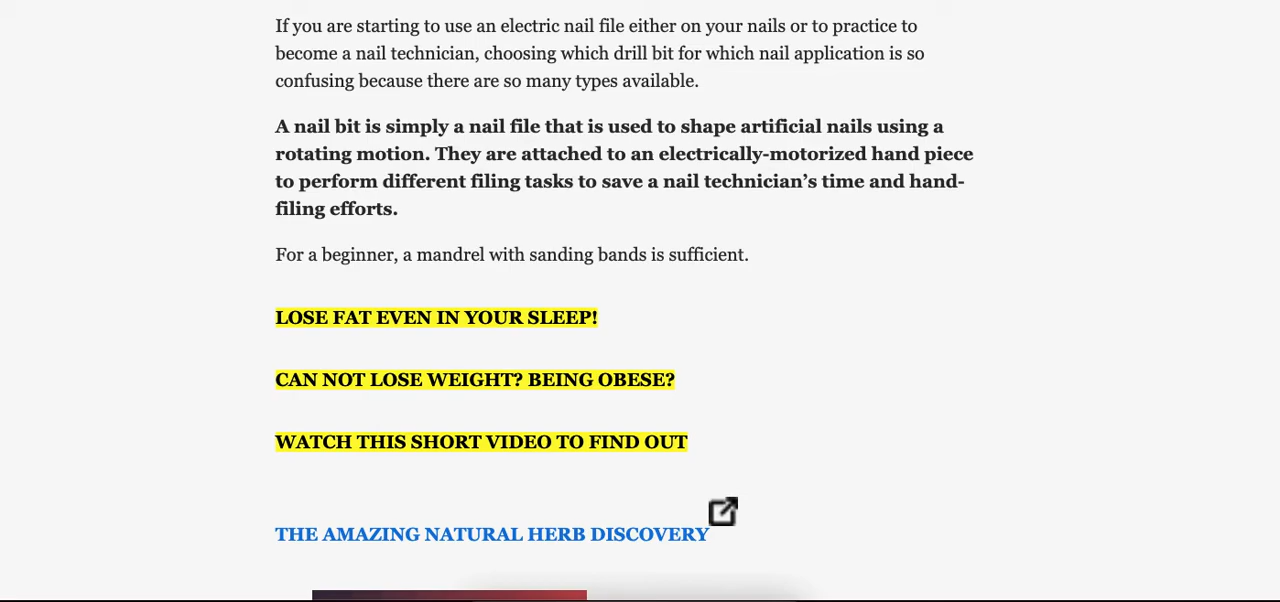 If you are starting to use an electric nail file either on your nails or to practice to
become a nail technician, choosing which drill bit for which nail application is so
confusing because there are so many types available.
A nail bit is simply a nail file that is used to shape artificial nails using a
rotating motion. They are attached to an electrically-motorized hand piece
to perform different filing tasks to save a nail technician’s time and hand-
filing efforts.
For a beginner, a mandrel with sanding bands is sufficient.
LOSE FAT EVEN IN YOUR SLEEP!
CAN NOT LOSE WEIGHT? BEING OBESE?
WATCH THIS SHORT VIDEO TO FIND OUT
THE AMAZING NATURAL HERB DISCOVERY